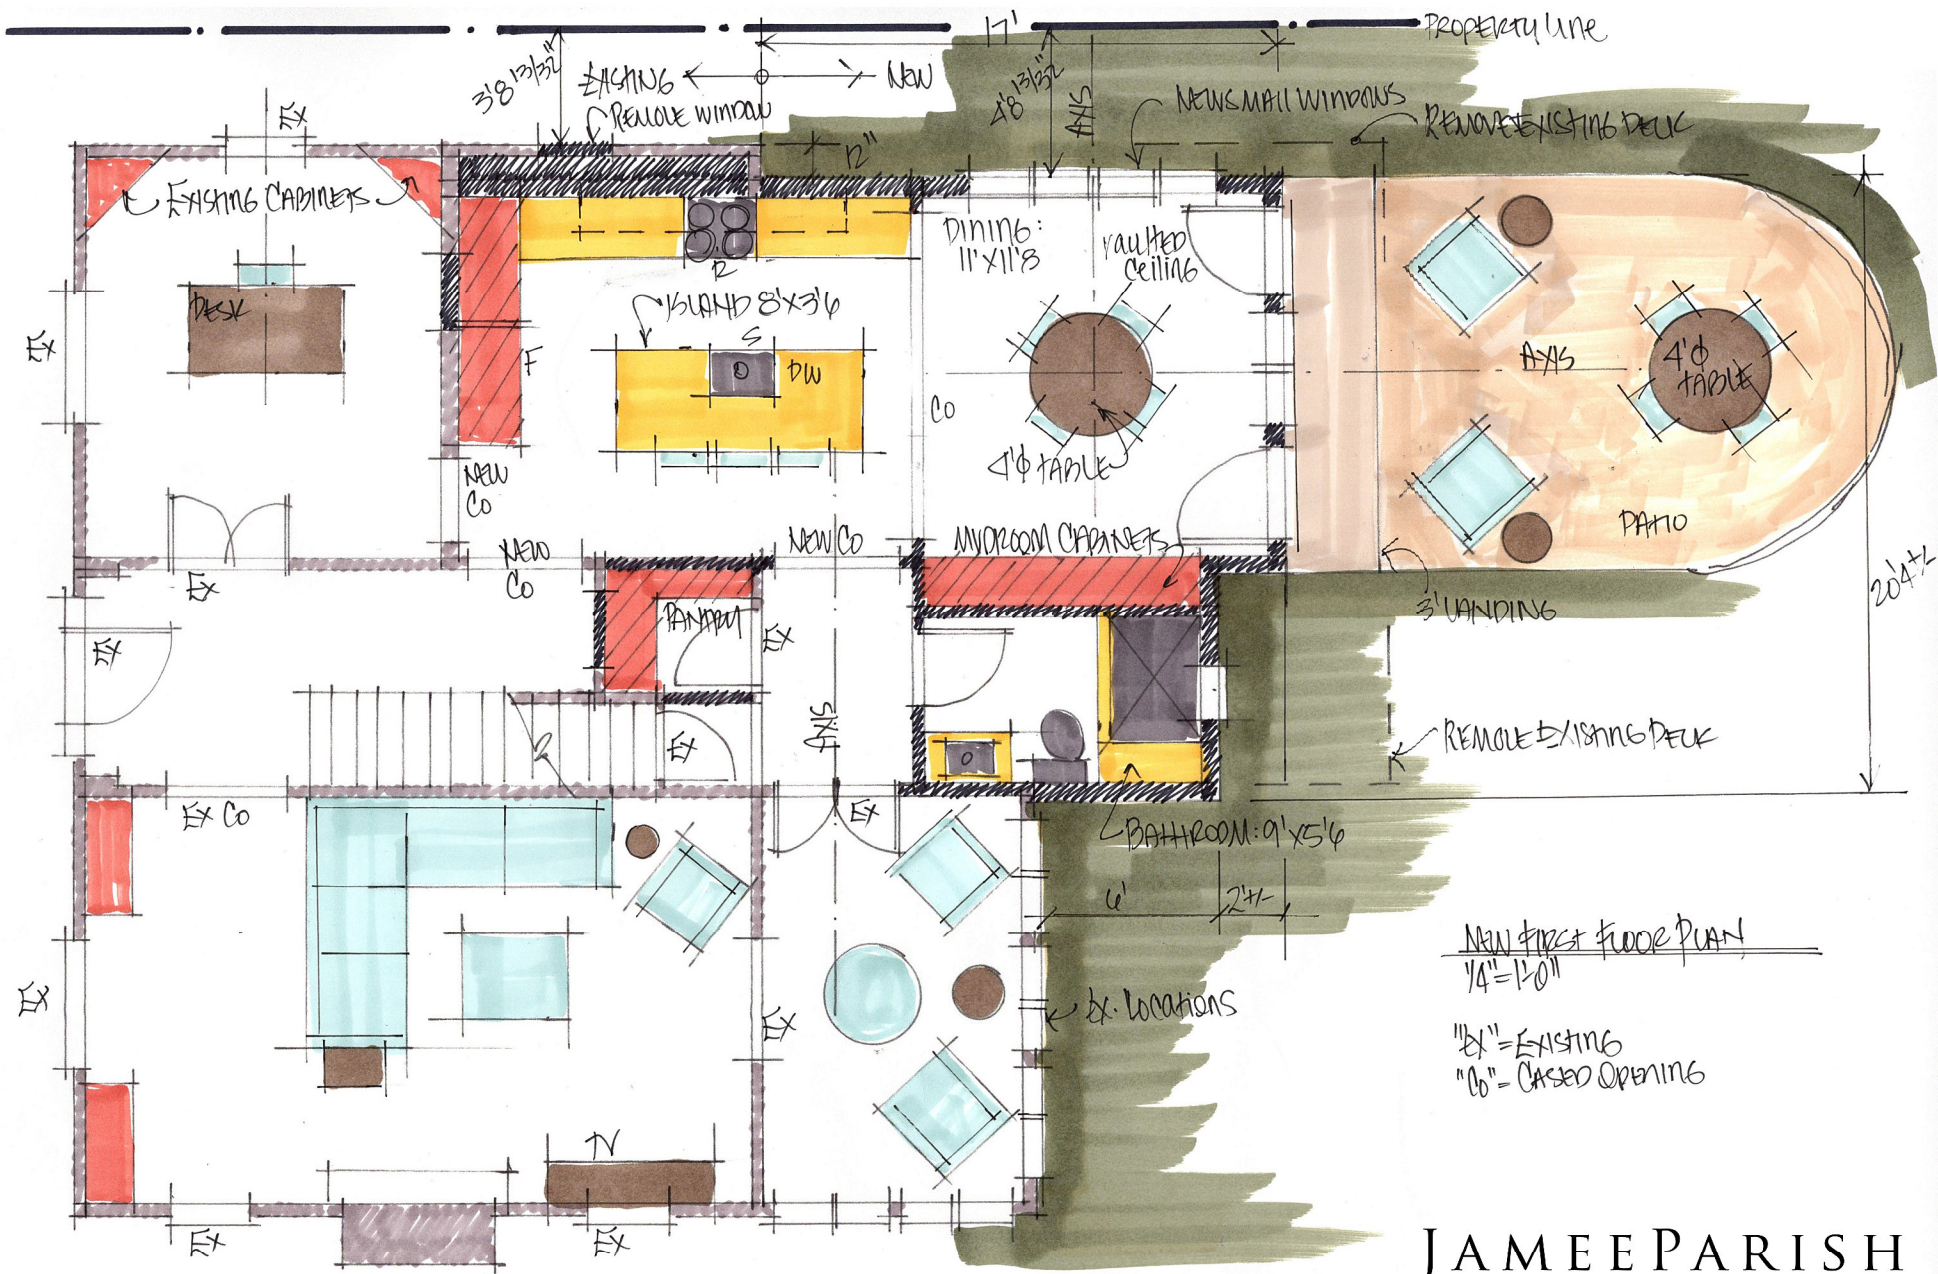 PROPERTY LINE
17'
3'8 13/32"
EXISTING
NEW
REMOVE WINDOW
4'8 13/32"
AXIS
NEW SMALL WINDOWS
REMOVE EXISTING DECK
EX
12"
EXISTING CABINETS
DINING:
11'X11'8
VAULTED
CEILING
R
DESK
ISLAND 8'X3'6
S
DW
F
EX
CO
AXIS
4'Ø
TABLE
4'Ø TABLE
NEW
CO
PATIO
NEW
CO
NEW CO
MUDROOM CABINETS
EX
20'4 +/-
3' LANDING
PANTRY
EX
EX
AXIS
EX
REMOVE EXISTING DECK
EX CO
EX
BATHROOM: 9'X5'6
6'
2' +/-
NEW FIRST FLOOR PLAN
1/4"=1'-0"
EX
EX
EX. LOCATIONS
"EX"= EXISTING
"CO"= CASED OPENING
TV
EX
EX
JAMEEPARISH